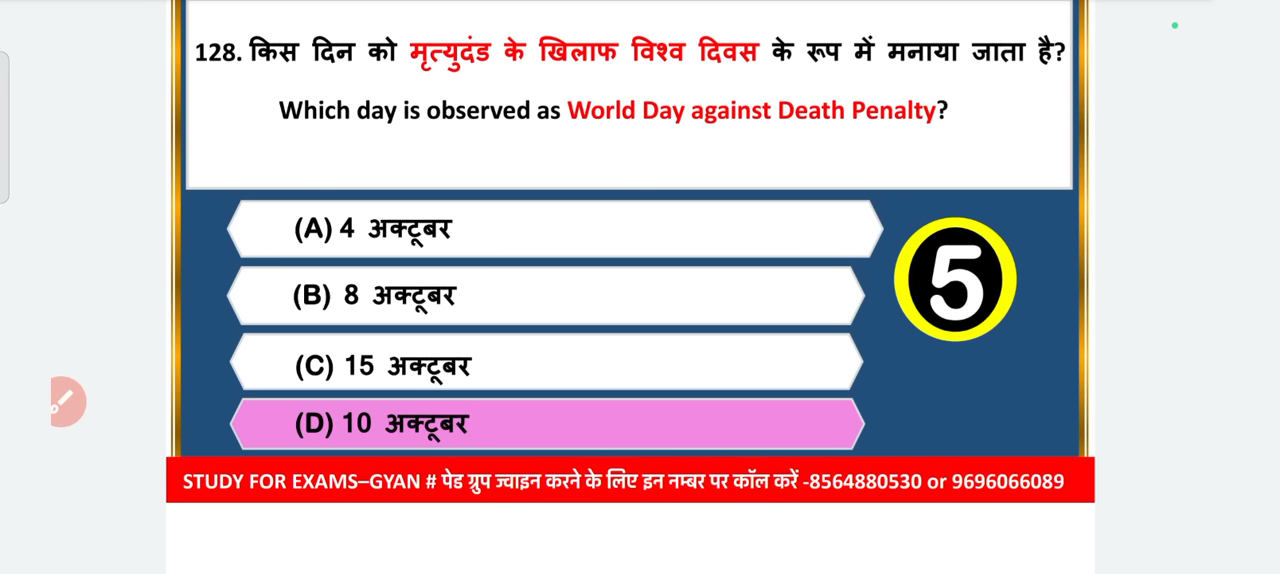 128. किस दिन को मृत्युदंड के खिलाफ विश्व दिवस के रूप में मनाया जाता है?
Which day is observed as World Day against Death Penalty?
(A) 4 अक्टूबर
(B) 8 अक्टूबर
5
(C) 15 अक्टूबर
(D) 10 अक्टूबर
STUDY FOR EXAMS–GYAN # पेड ग्रुप ज्वाइन करने के लिए इन नम्बर पर कॉल करें -8564880530 or 9696066089